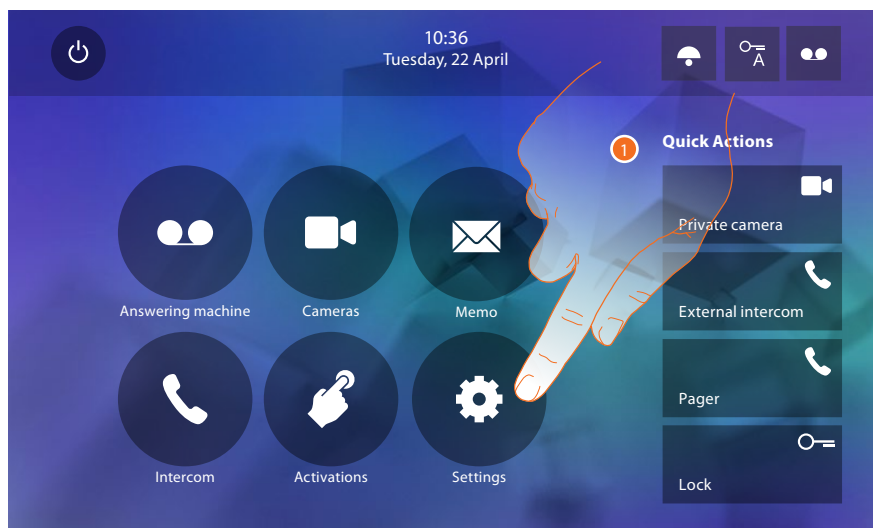 10:36
Tuesday, 22 April
A
1
Quick Actions
Private camera
External intercom
Pager
Lock
Answering machine
Cameras
Memo
Intercom
Activations
Settings